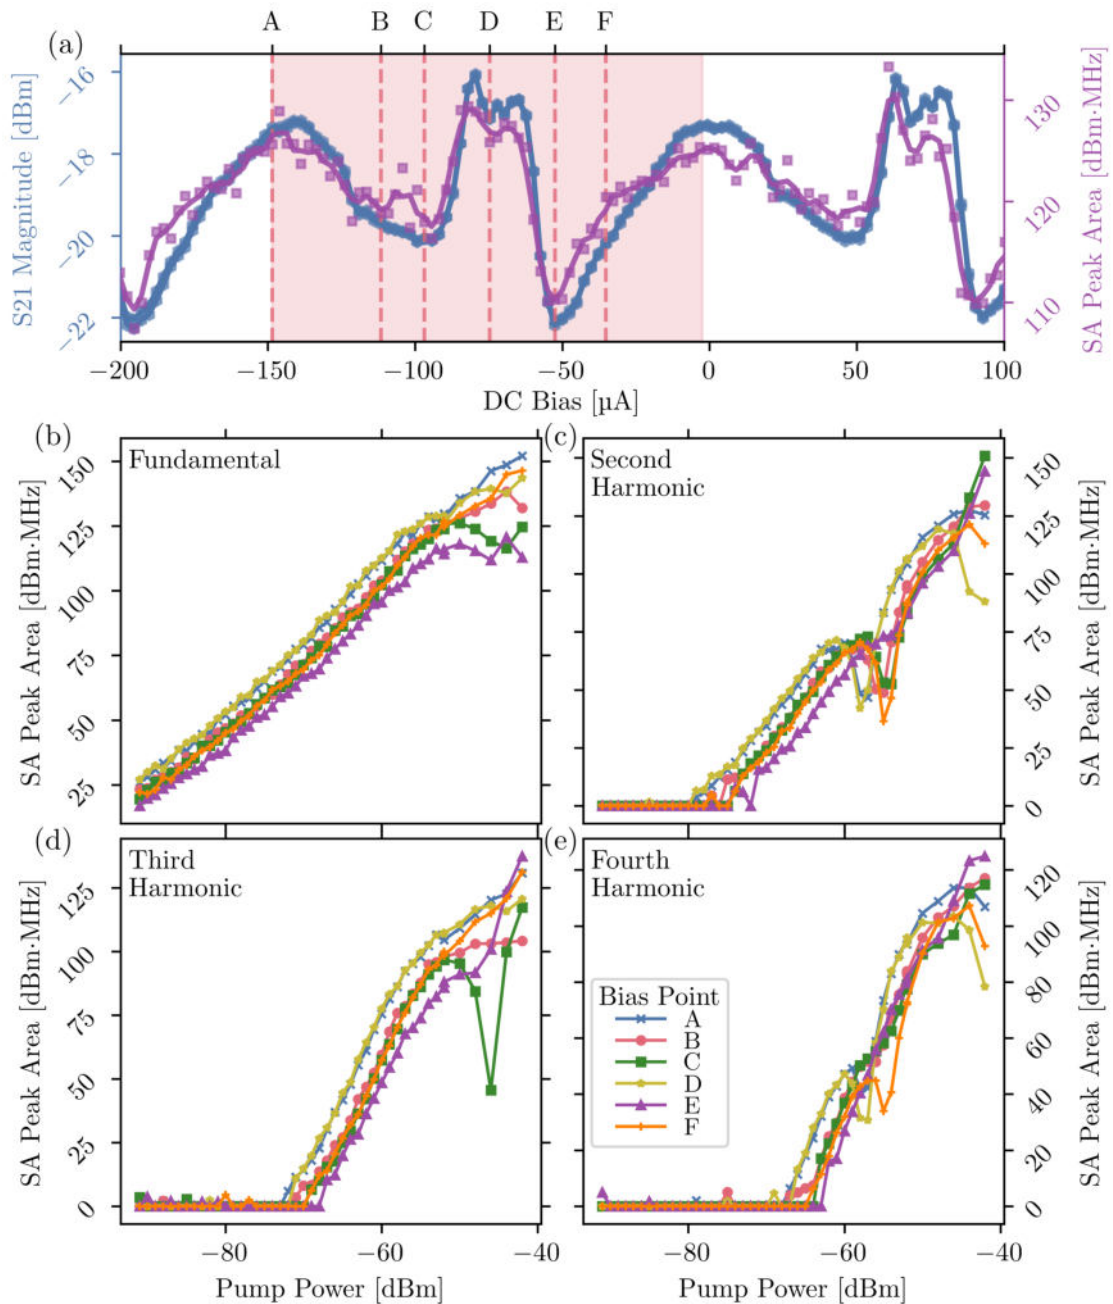 A B C D E F
(a)
S21 Magnitude [dBm]
−16
−18
−20
−22
SA Peak Area [dBm·MHz]
130
120
110
−200 −150 −100 −50 0 50 100
DC Bias [µA]
(b)
Fundamental
SA Peak Area [dBm·MHz]
150
125
100
75
50
25
(c)
Second
Harmonic
SA Peak Area [dBm·MHz]
150
125
100
75
50
25
0
(d)
Third
Harmonic
SA Peak Area [dBm·MHz]
125
100
75
50
25
0
−80 −60 −40
Pump Power [dBm]
(e)
Fourth
Harmonic
Bias Point
A
B
C
D
E
F
SA Peak Area [dBm·MHz]
120
100
80
60
40
20
0
−80 −60 −40
Pump Power [dBm]